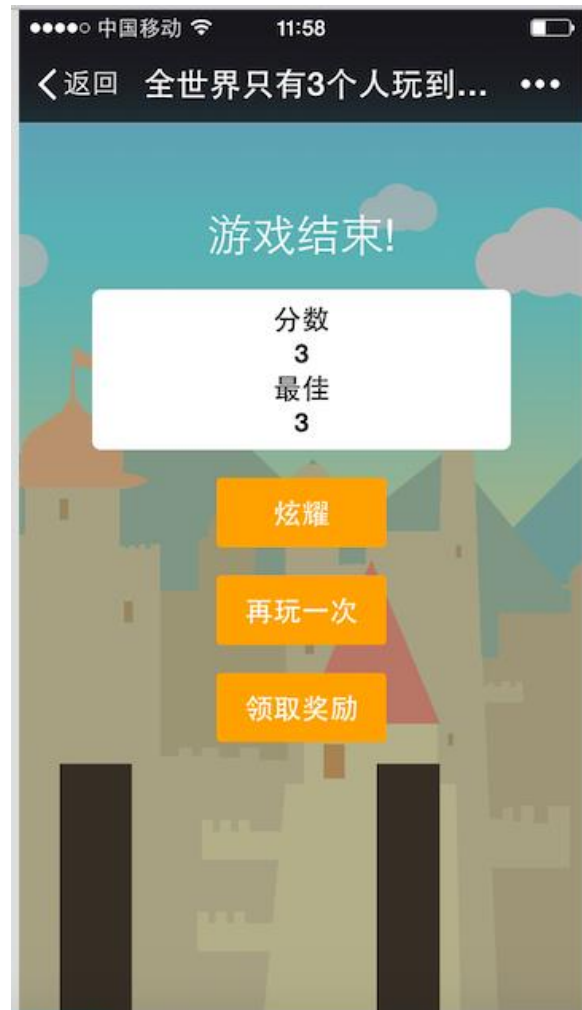 中国移动 11:58
返回 全世界只有3个人玩到...
游戏结束!
分数
3
最佳
3
炫耀
再玩一次
领取奖励